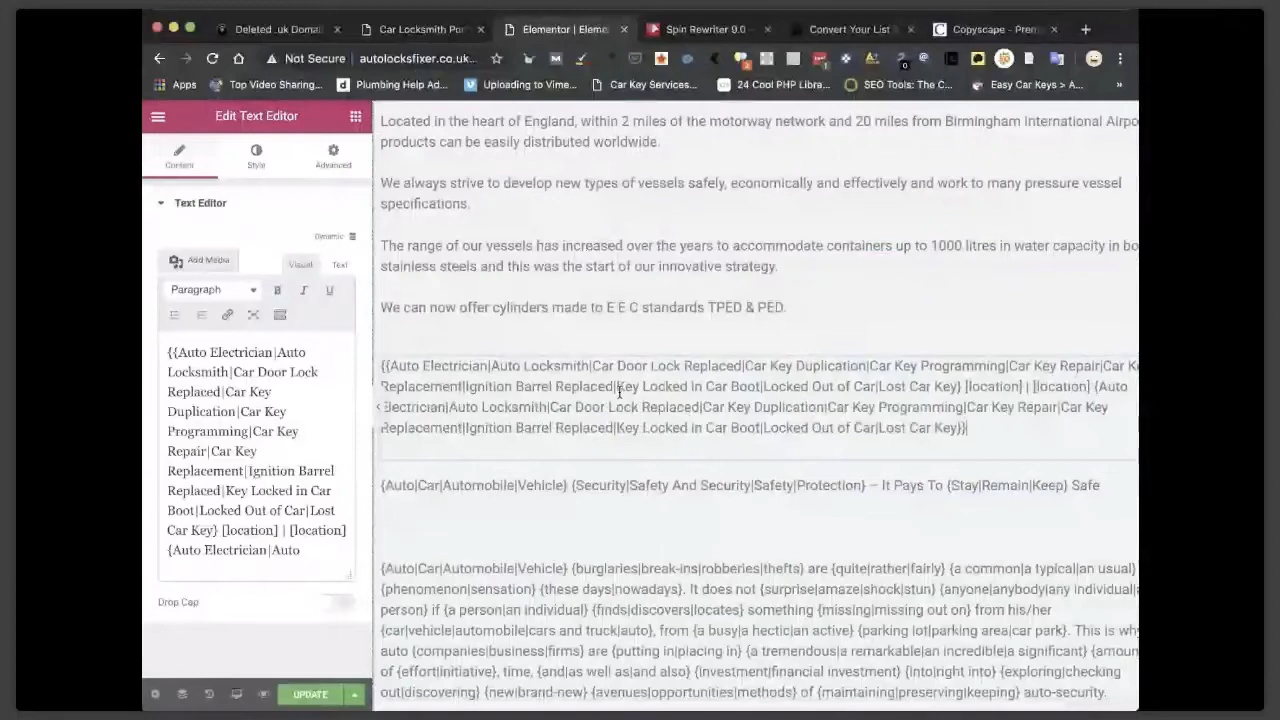 Deleted .uk Domai
Car Locksmith Por
Elementor | Eleme
Spin Rewriter 9.0
Convert Your List
Copyscape - Prem
Not Secure | autolocksfixer.co.uk...
Apps
Top Video Sharing...
Plumbing Help Ad...
Uploading to Vime...
Car Key Services...
24 Cool PHP Libra...
SEO Tools: The C...
Easy Car Keys > A...
»
Edit Text Editor
Content
Style
Advanced
Text Editor
Dynamic
Add Media
Visual
Text
Paragraph
B
I
U
{{Auto Electrician|Auto
Locksmith|Car Door Lock
Replaced|Car Key
Duplication|Car Key
Programming|Car Key
Repair|Car Key
Replacement|Ignition Barrel
Replaced|Key Locked in Car
Boot|Locked Out of Car|Lost
Car Key} [location] | [location]
{Auto Electrician|Auto
Drop Cap
UPDATE
Located in the heart of England, within 2 miles of the motorway network and 20 miles from Birmingham International Airpo
products can be easily distributed worldwide.
We always strive to develop new types of vessels safely, economically and effectively and work to many pressure vessel
specifications.
The range of our vessels has increased over the years to accommodate containers up to 1000 litres in water capacity in bo
stainless steels and this was the start of our innovative strategy.
We can now offer cylinders made to E E C standards TPED & PED.
{{Auto Electrician|Auto Locksmith|Car Door Lock Replaced|Car Key Duplication|Car Key Programming|Car Key Repair|Car Ke
Replacement|Ignition Barrel Replaced|Key Locked in Car Boot|Locked Out of Car|Lost Car Key} [location] | [location] {Auto
Electrician|Auto Locksmith|Car Door Lock Replaced|Car Key Duplication|Car Key Programming|Car Key Repair|Car Key
Replacement|Ignition Barrel Replaced|Key Locked in Car Boot|Locked Out of Car|Lost Car Key}}
{Auto|Car|Automobile|Vehicle} {Security|Safety And Security|Safety|Protection} – It Pays To {Stay|Remain|Keep} Safe
{Auto|Car|Automobile|Vehicle} {burglaries|break-ins|robberies|thefts} are {quite|rather|fairly} {a common|a typical|an usual}
{phenomenon|sensation} {these days|nowadays}. It does not {surprise|amaze|shock|stun} {anyone|anybody|any individual|a
person} if {a person|an individual} {finds|discovers|locates} something {missing|missing out on} from his/her
{car|vehicle|automobile|cars and truck|auto}, from {a busy|a hectic|an active} {parking lot|parking area|car park}. This is why
auto {companies|business|firms} are {putting in|placing in} {a tremendous|a remarkable|an incredible|a significant} {amoun
of {effort|initiative}, time, {and|as well as|and also} {investment|financial investment} {into|right into} {exploring|checking
out|discovering} {new|brand-new} {avenues|opportunities|methods} of {maintaining|preserving|keeping} auto-security.